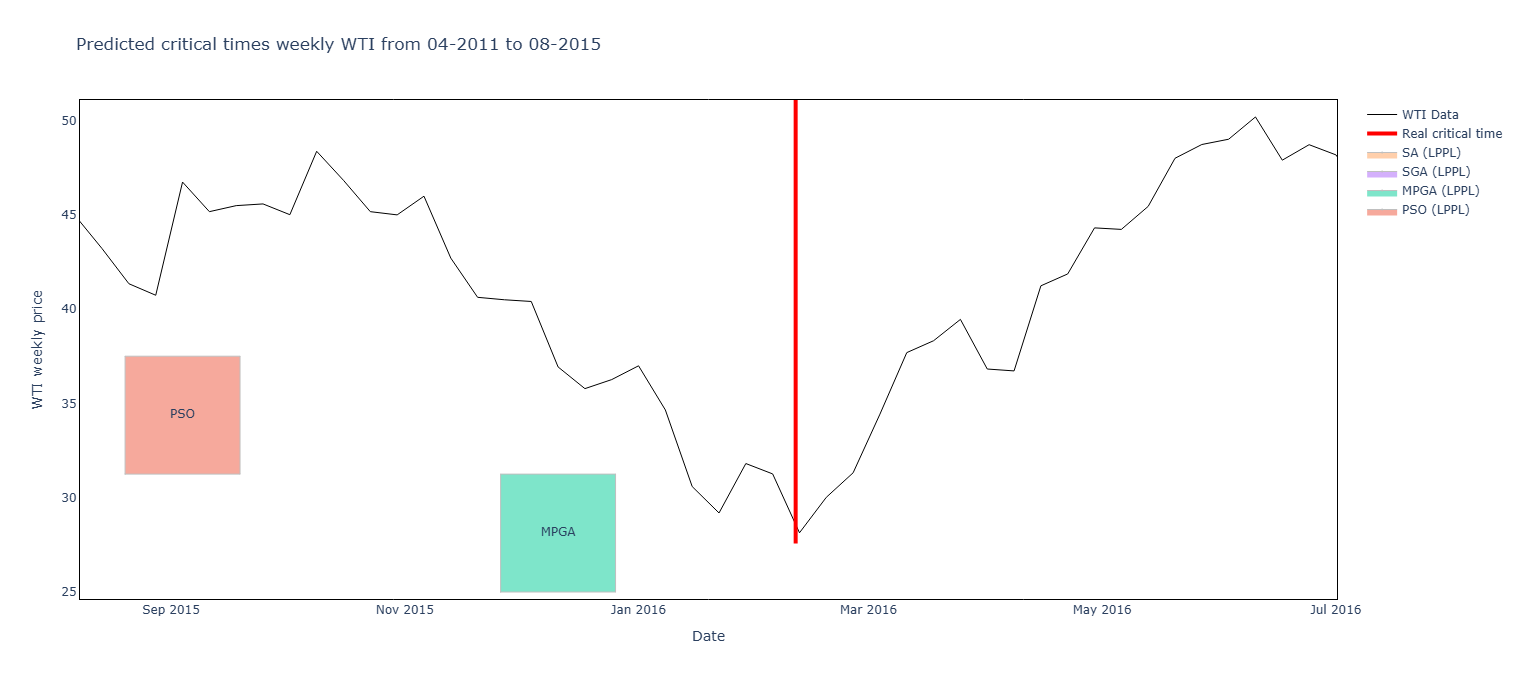 Predicted critical times weekly WTI from 04-2011 to 08-2015
WTI Data
Real critical time
SA (LPPL)
SGA (LPPL)
MPGA (LPPL)
PSO (LPPL)
WTI weekly price
50
45
40
35
30
25
PSO
MPGA
Sep 2015
Nov 2015
Jan 2016
Mar 2016
May 2016
Jul 2016
Date